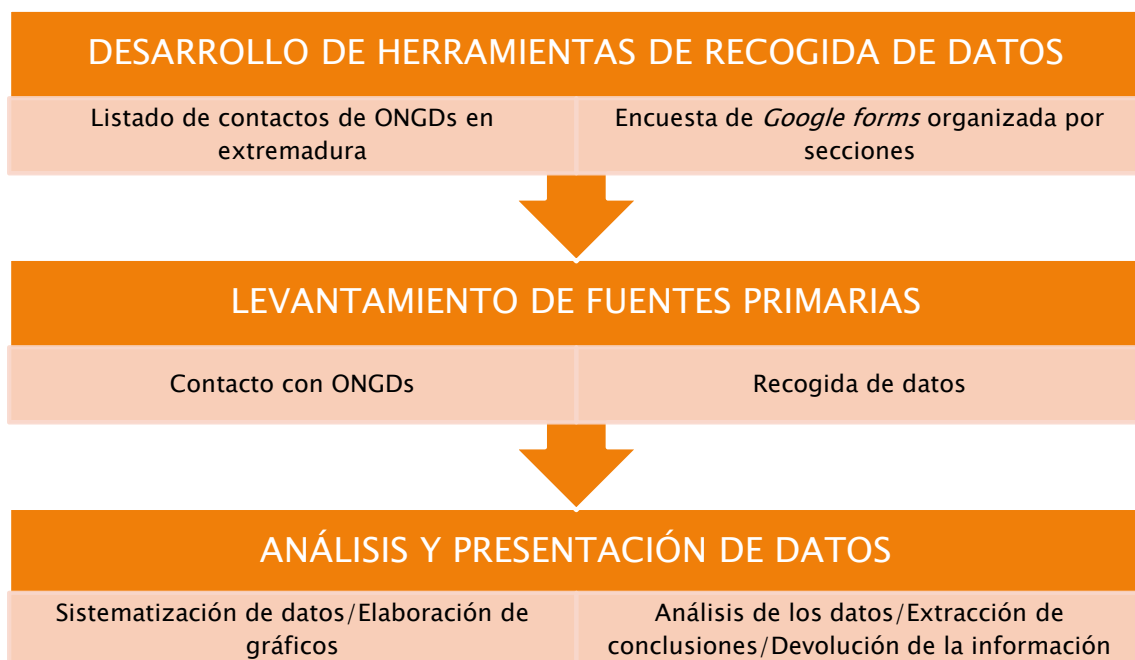 DESARROLLO DE HERRAMIENTAS DE RECOGIDA DE DATOS
Listado de contactos de ONGDs en
extremadura
Encuesta de Google forms organizada por
secciones
LEVANTAMIENTO DE FUENTES PRIMARIAS
Contacto con ONGDs
Recogida de datos
ANÁLISIS Y PRESENTACIÓN DE DATOS
Sistematización de datos/Elaboración de
gráficos
Análisis de los datos/Extracción de
conclusiones/Devolución de la información